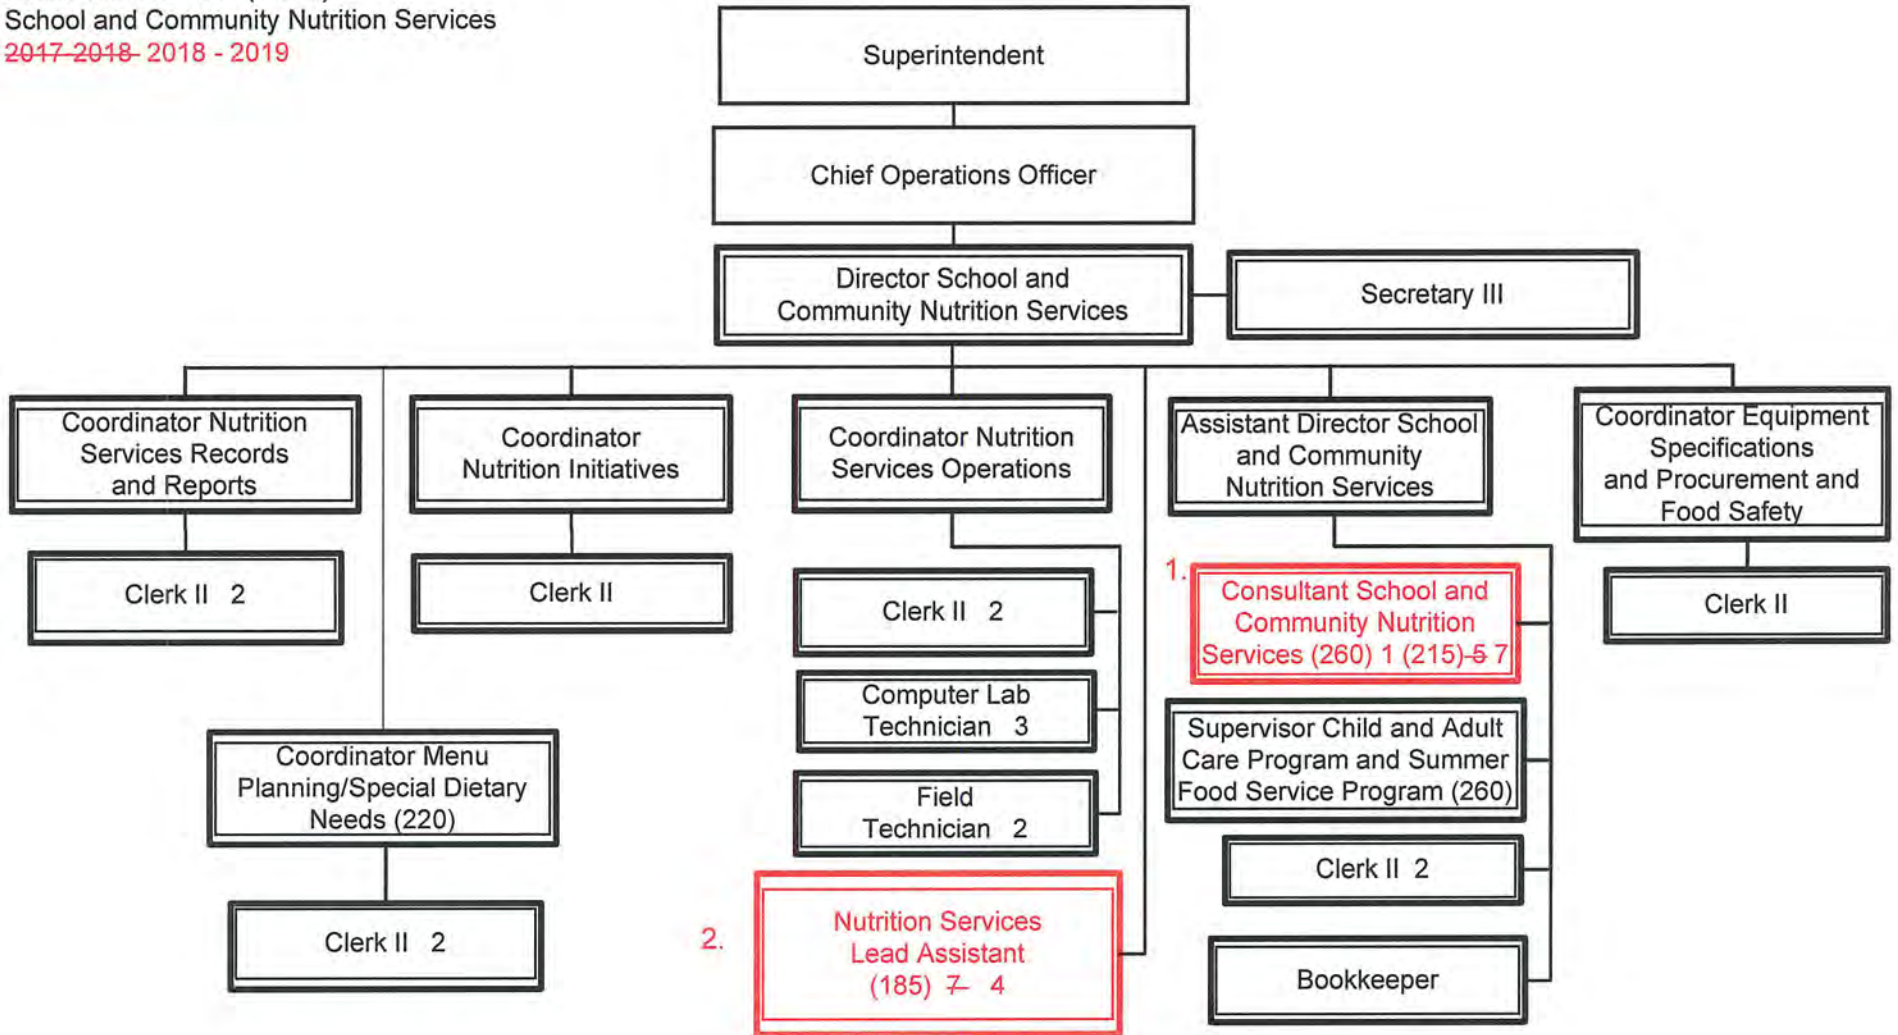 School and Community Nutrition Services
2017-2018 2018 - 2019
Superintendent
Chief Operations Officer
Director School and
Community Nutrition Services
Secretary III
Coordinator Nutrition
Services Records
and Reports
Clerk II 2
Coordinator Menu
Planning/Special Dietary
Needs (220)
Clerk II 2
Coordinator
Nutrition Initiatives
Clerk II
Coordinator Nutrition
Services Operations
Clerk II 2
Computer Lab
Technician 3
Field
Technician 2
2.
Nutrition Services
Lead Assistant
(185) 7 4
Assistant Director School
and Community
Nutrition Services
1.
Consultant School and
Community Nutrition
Services (260) 1 (215) 5 7
Supervisor Child and Adult
Care Program and Summer
Food Service Program (260)
Clerk II 2
Bookkeeper
Coordinator Equipment
Specifications
and Procurement and
Food Safety
Clerk II